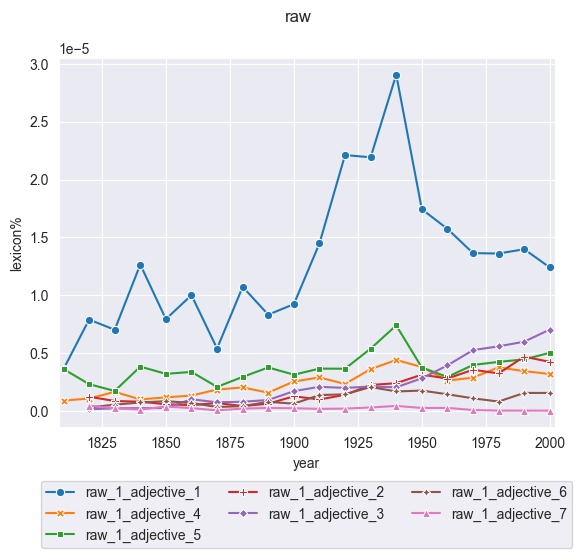 raw
1e−5
3.0
2.5
2.0
1.5
1.0
0.5
0.0
lexicon%
1825 1850 1875 1900 1925 1950 1975 2000
year
raw_1_adjective_1 raw_1_adjective_2 raw_1_adjective_6
raw_1_adjective_4 raw_1_adjective_3 raw_1_adjective_7
raw_1_adjective_5